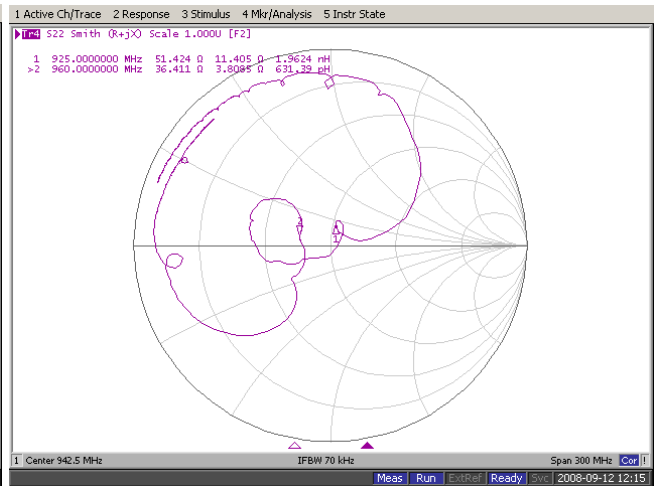 1 Active Ch/Trace 2 Response 3 Stimulus 4 Mkr/Analysis 5 Instr State
Tr4 S22 Smith (R+jX) Scale 1.000U [F2]
1 925.0000000 MHz 51.424 Ω 11.405 Ω 1.9624 nH
>2 960.0000000 MHz 36.411 Ω 3.8085 Ω 631.39 pH
2
1
1 Center 942.5 MHz IFBW 70 kHz Span 300 MHz Cor !
Meas Run ExtRef Ready Svc 2008-09-12 12:15